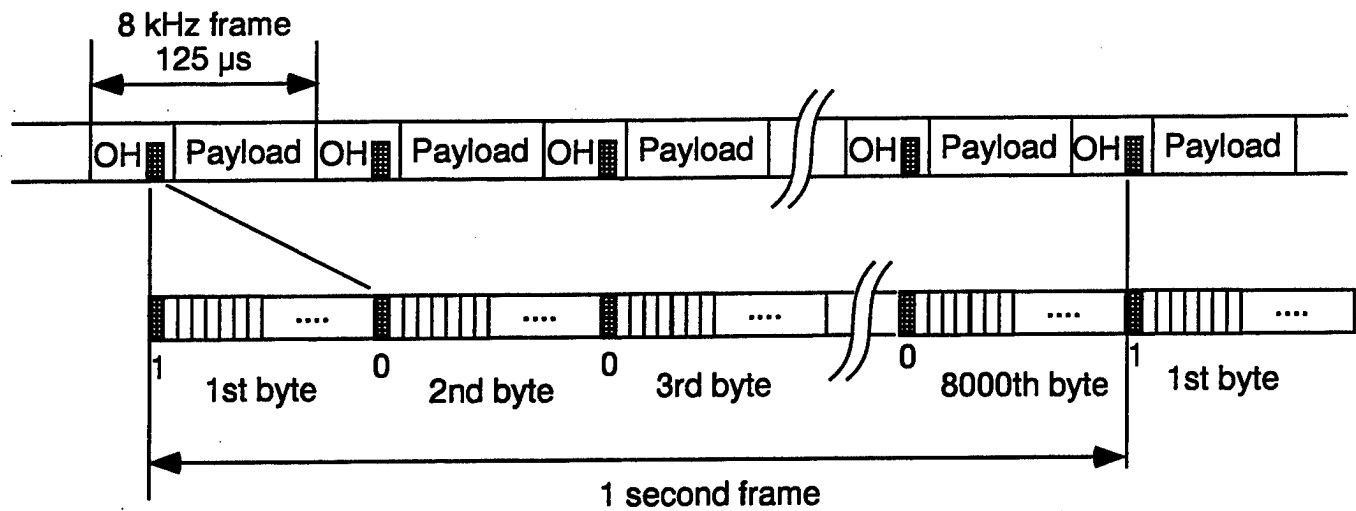 8 kHz frame
125 μs
OH Payload OH Payload OH Payload OH Payload OH Payload
.... .... .... .... ....
1 0 0 0 1
1st byte 2nd byte 3rd byte 8000th byte 1st byte
1 second frame